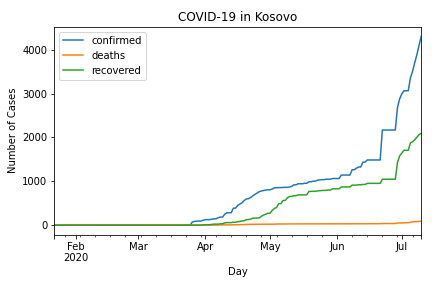 COVID-19 in Kosovo
confirmed
deaths
recovered
Number of Cases
4000
3000
2000
1000
0
Feb Mar Apr May Jun Jul
2020
Day